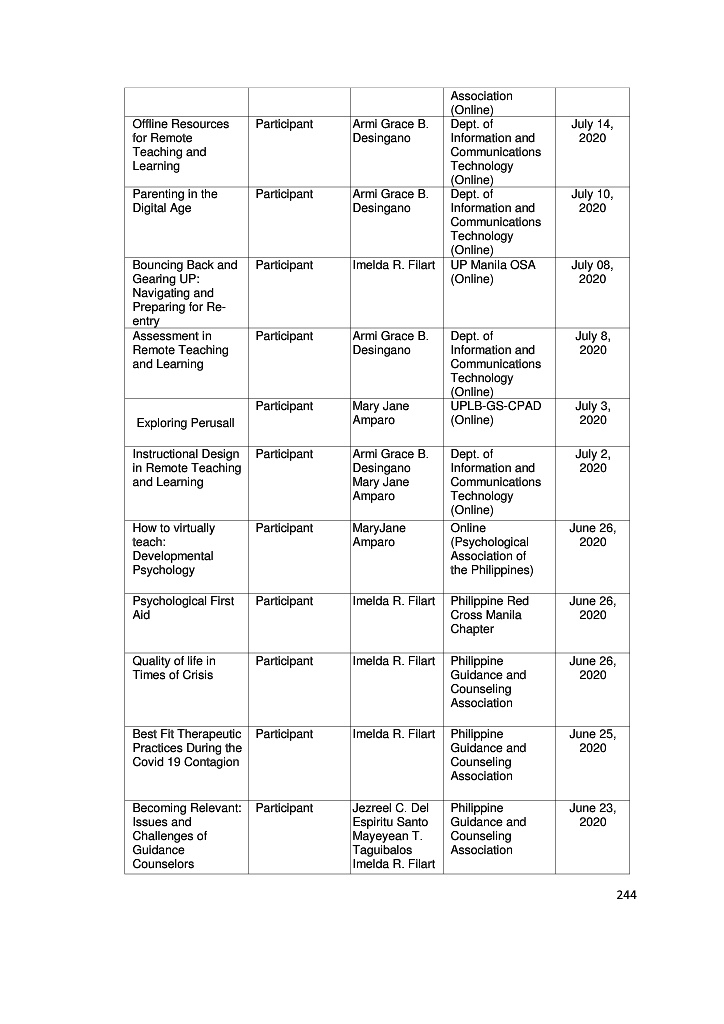 Association
(Online)
Offline Resources
for Remote
Teaching and
Learning
Participant
Armi Grace B.
Desingano
Dept. of
Information and
Communications
Technology
(Online)
July 14,
2020
Parenting in the
Digital Age
Participant
Armi Grace B.
Desingano
Dept. of
Information and
Communications
Technology
(Online)
July 10,
2020
Bouncing Back and
Gearing UP:
Navigating and
Preparing for Re-
entry
Participant
Imelda R. Filart
UP Manila OSA
(Online)
July 08,
2020
Assessment in
Remote Teaching
and Learning
Participant
Armi Grace B.
Desingano
Dept. of
Information and
Communications
Technology
(Online)
July 8,
2020
Exploring Perusall
Participant
Mary Jane
Amparo
UPLB-GS-CPAD
(Online)
July 3,
2020
Instructional Design
in Remote Teaching
and Learning
Participant
Armi Grace B.
Desingano
Mary Jane
Amparo
Dept. of
Information and
Communications
Technology
(Online)
July 2,
2020
How to virtually
teach:
Developmental
Psychology
Participant
MaryJane
Amparo
Online
(Psychological
Association of
the Philippines)
June 26,
2020
Psychological First
Aid
Participant
Imelda R. Filart
Philippine Red
Cross Manila
Chapter
June 26,
2020
Quality of life in
Times of Crisis
Participant
Imelda R. Filart
Philippine
Guidance and
Counseling
Association
June 26,
2020
Best Fit Therapeutic
Practices During the
Covid 19 Contagion
Participant
Imelda R. Filart
Philippine
Guidance and
Counseling
Association
June 25,
2020
Becoming Relevant:
Issues and
Challenges of
Guidance
Counselors
Participant
Jezreel C. Del
Espiritu Santo
Mayeyean T.
Taguibalos
Imelda R. Filart
Philippine
Guidance and
Counseling
Association
June 23,
2020
244